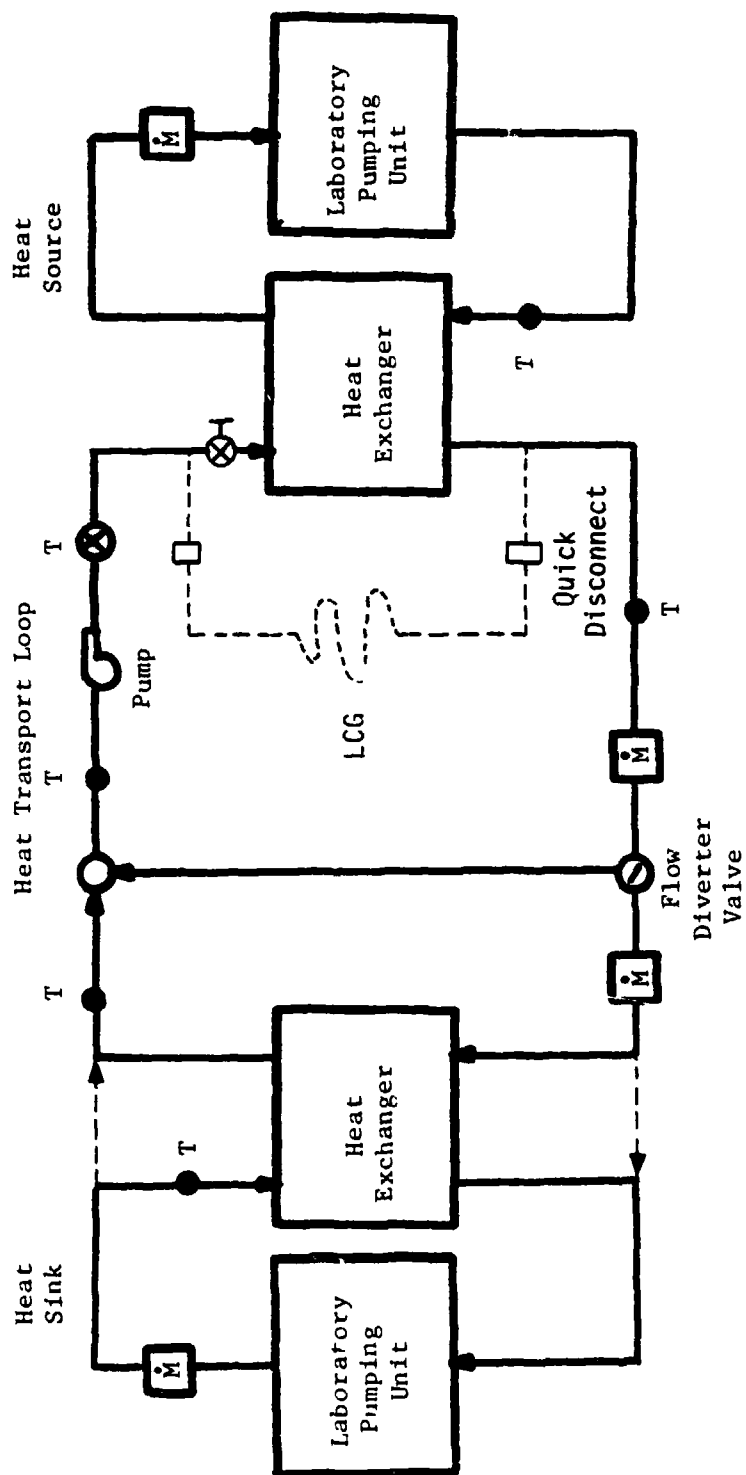 Heat
Sink
Heat Transport Loop
Heat
Source
Ṁ
T
T
T
Pump
T
Ṁ
Laboratory
Pumping
Unit
Heat
Exchanger
LCG
Quick
Disconnect
Heat
Exchanger
Laboratory
Pumping
Unit
T
Ṁ
Flow
Diverter
Valve
Ṁ
T